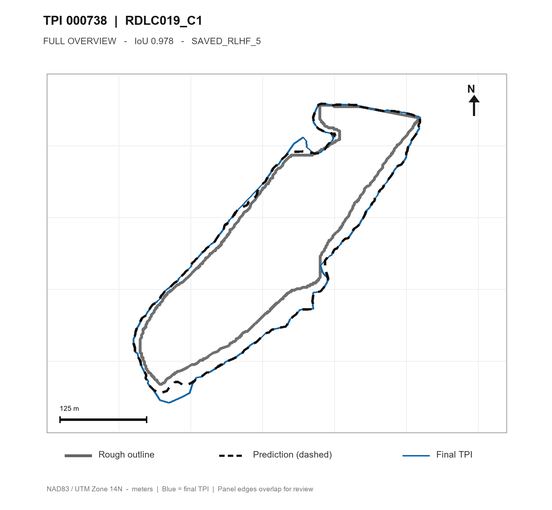 TPI 000738 | RDLC019_C1
FULL OVERVIEW - IoU 0.978 - SAVED_RLHF_5
N
125 m
Rough outline
Prediction (dashed)
Final TPI
NAD83 / UTM Zone 14N - meters | Blue = final TPI | Panel edges overlap for review